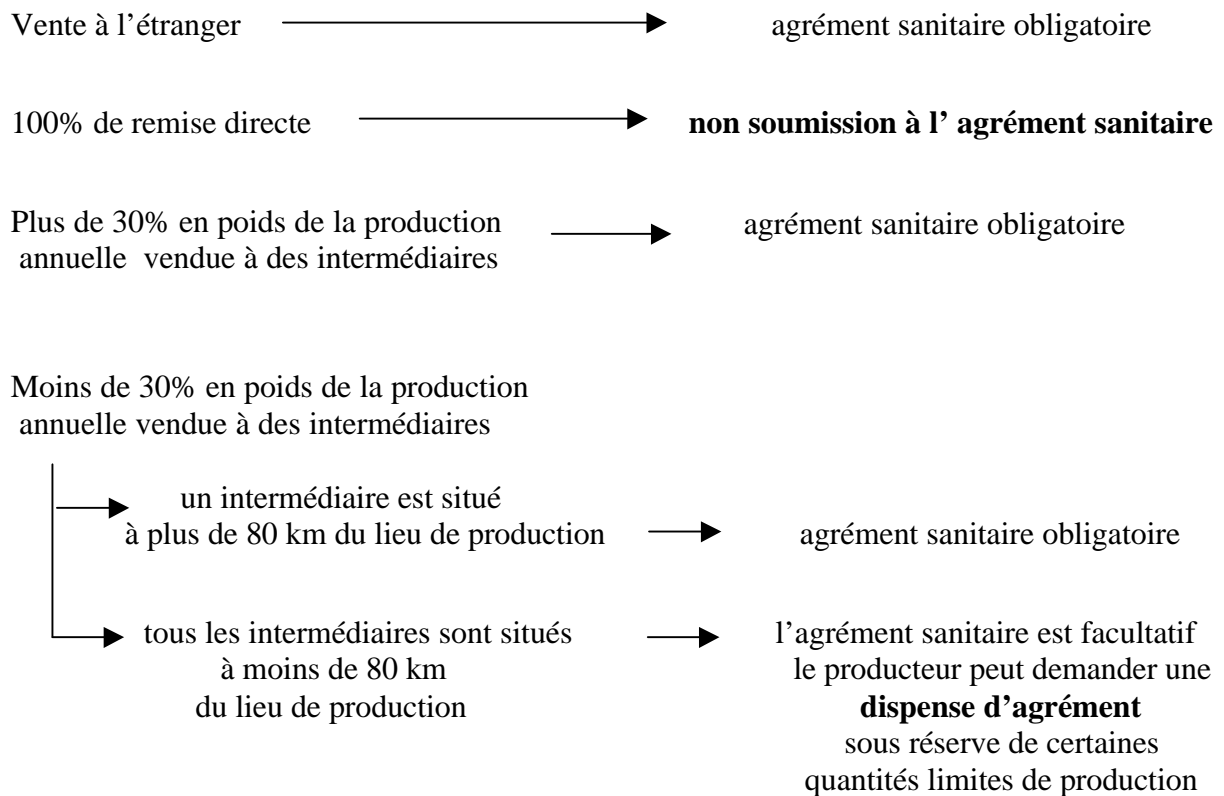 Vente à l’étranger
agrément sanitaire obligatoire
100% de remise directe
non soumission à l’ agrément sanitaire
Plus de 30% en poids de la production
annuelle vendue à des intermédiaires
agrément sanitaire obligatoire
Moins de 30% en poids de la production
annuelle vendue à des intermédiaires
un intermédiaire est situé
à plus de 80 km du lieu de production
agrément sanitaire obligatoire
tous les intermédiaires sont situés
à moins de 80 km
du lieu de production
l’agrément sanitaire est facultatif
le producteur peut demander une
dispense d’agrément
sous réserve de certaines
quantités limites de production